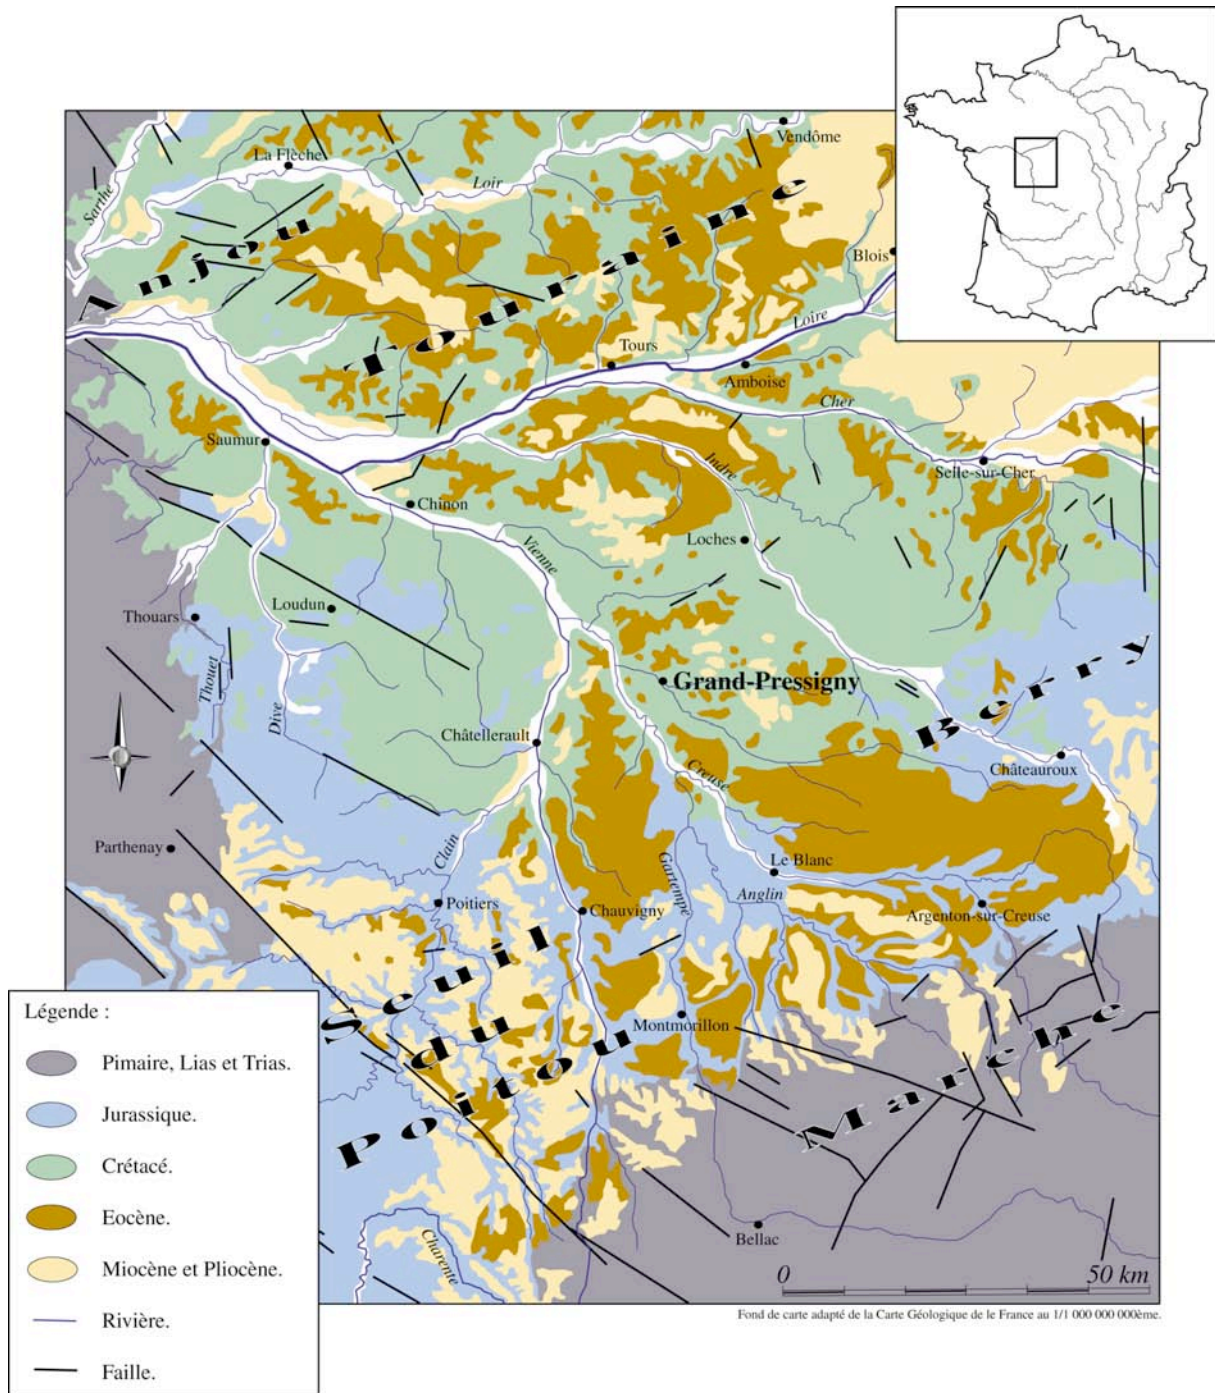 Vendôme
La Flèche
Loir
Sarthe
Anjou
Touraine
Blois
Loire
Tours
Amboise
Cher
Saumur
Indre
Selle-sur-Cher
Chinon
Vienne
Loches
Loudun
Thouars
Thouet
Dive
Grand-Pressigny
Berry
Châtellerault
Creuse
Châteauroux
Parthenay
Clain
Gartempe
Le Blanc
Anglin
Poitiers
Chauvigny
Argenton-sur-Creuse
Seuil
du
Poitou
Montmorillon
Marche
Bellac
Charente
0 50 km
Fond de carte adapté de la Carte Géologique de le France au 1/1 000 000 000ème.
Légende :
Pimaire, Lias et Trias.
Jurassique.
Crétacé.
Eocène.
Miocène et Pliocène.
Rivière.
Faille.